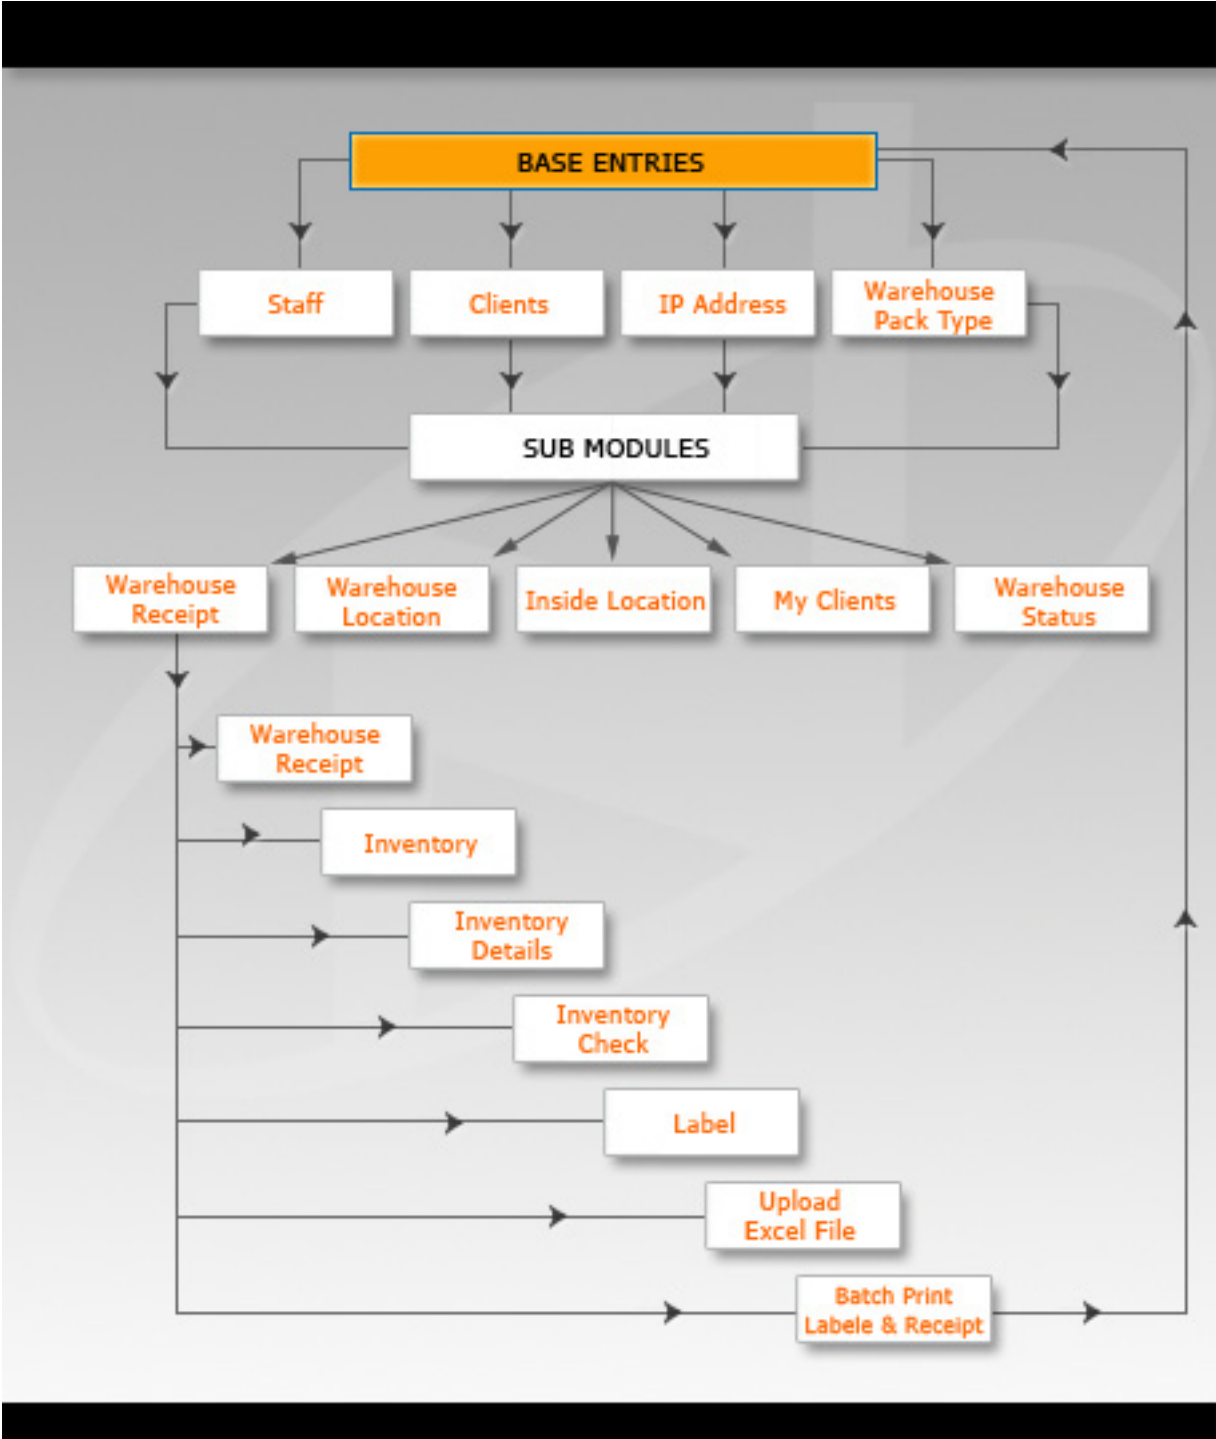 BASE ENTRIES
Staff
Clients
IP Address
Warehouse
Pack Type
SUB MODULES
Warehouse
Receipt
Warehouse
Location
Inside Location
My Clients
Warehouse
Status
Warehouse
Receipt
Inventory
Inventory
Details
Inventory
Check
Label
Upload
Excel File
Batch Print
Labele & Receipt